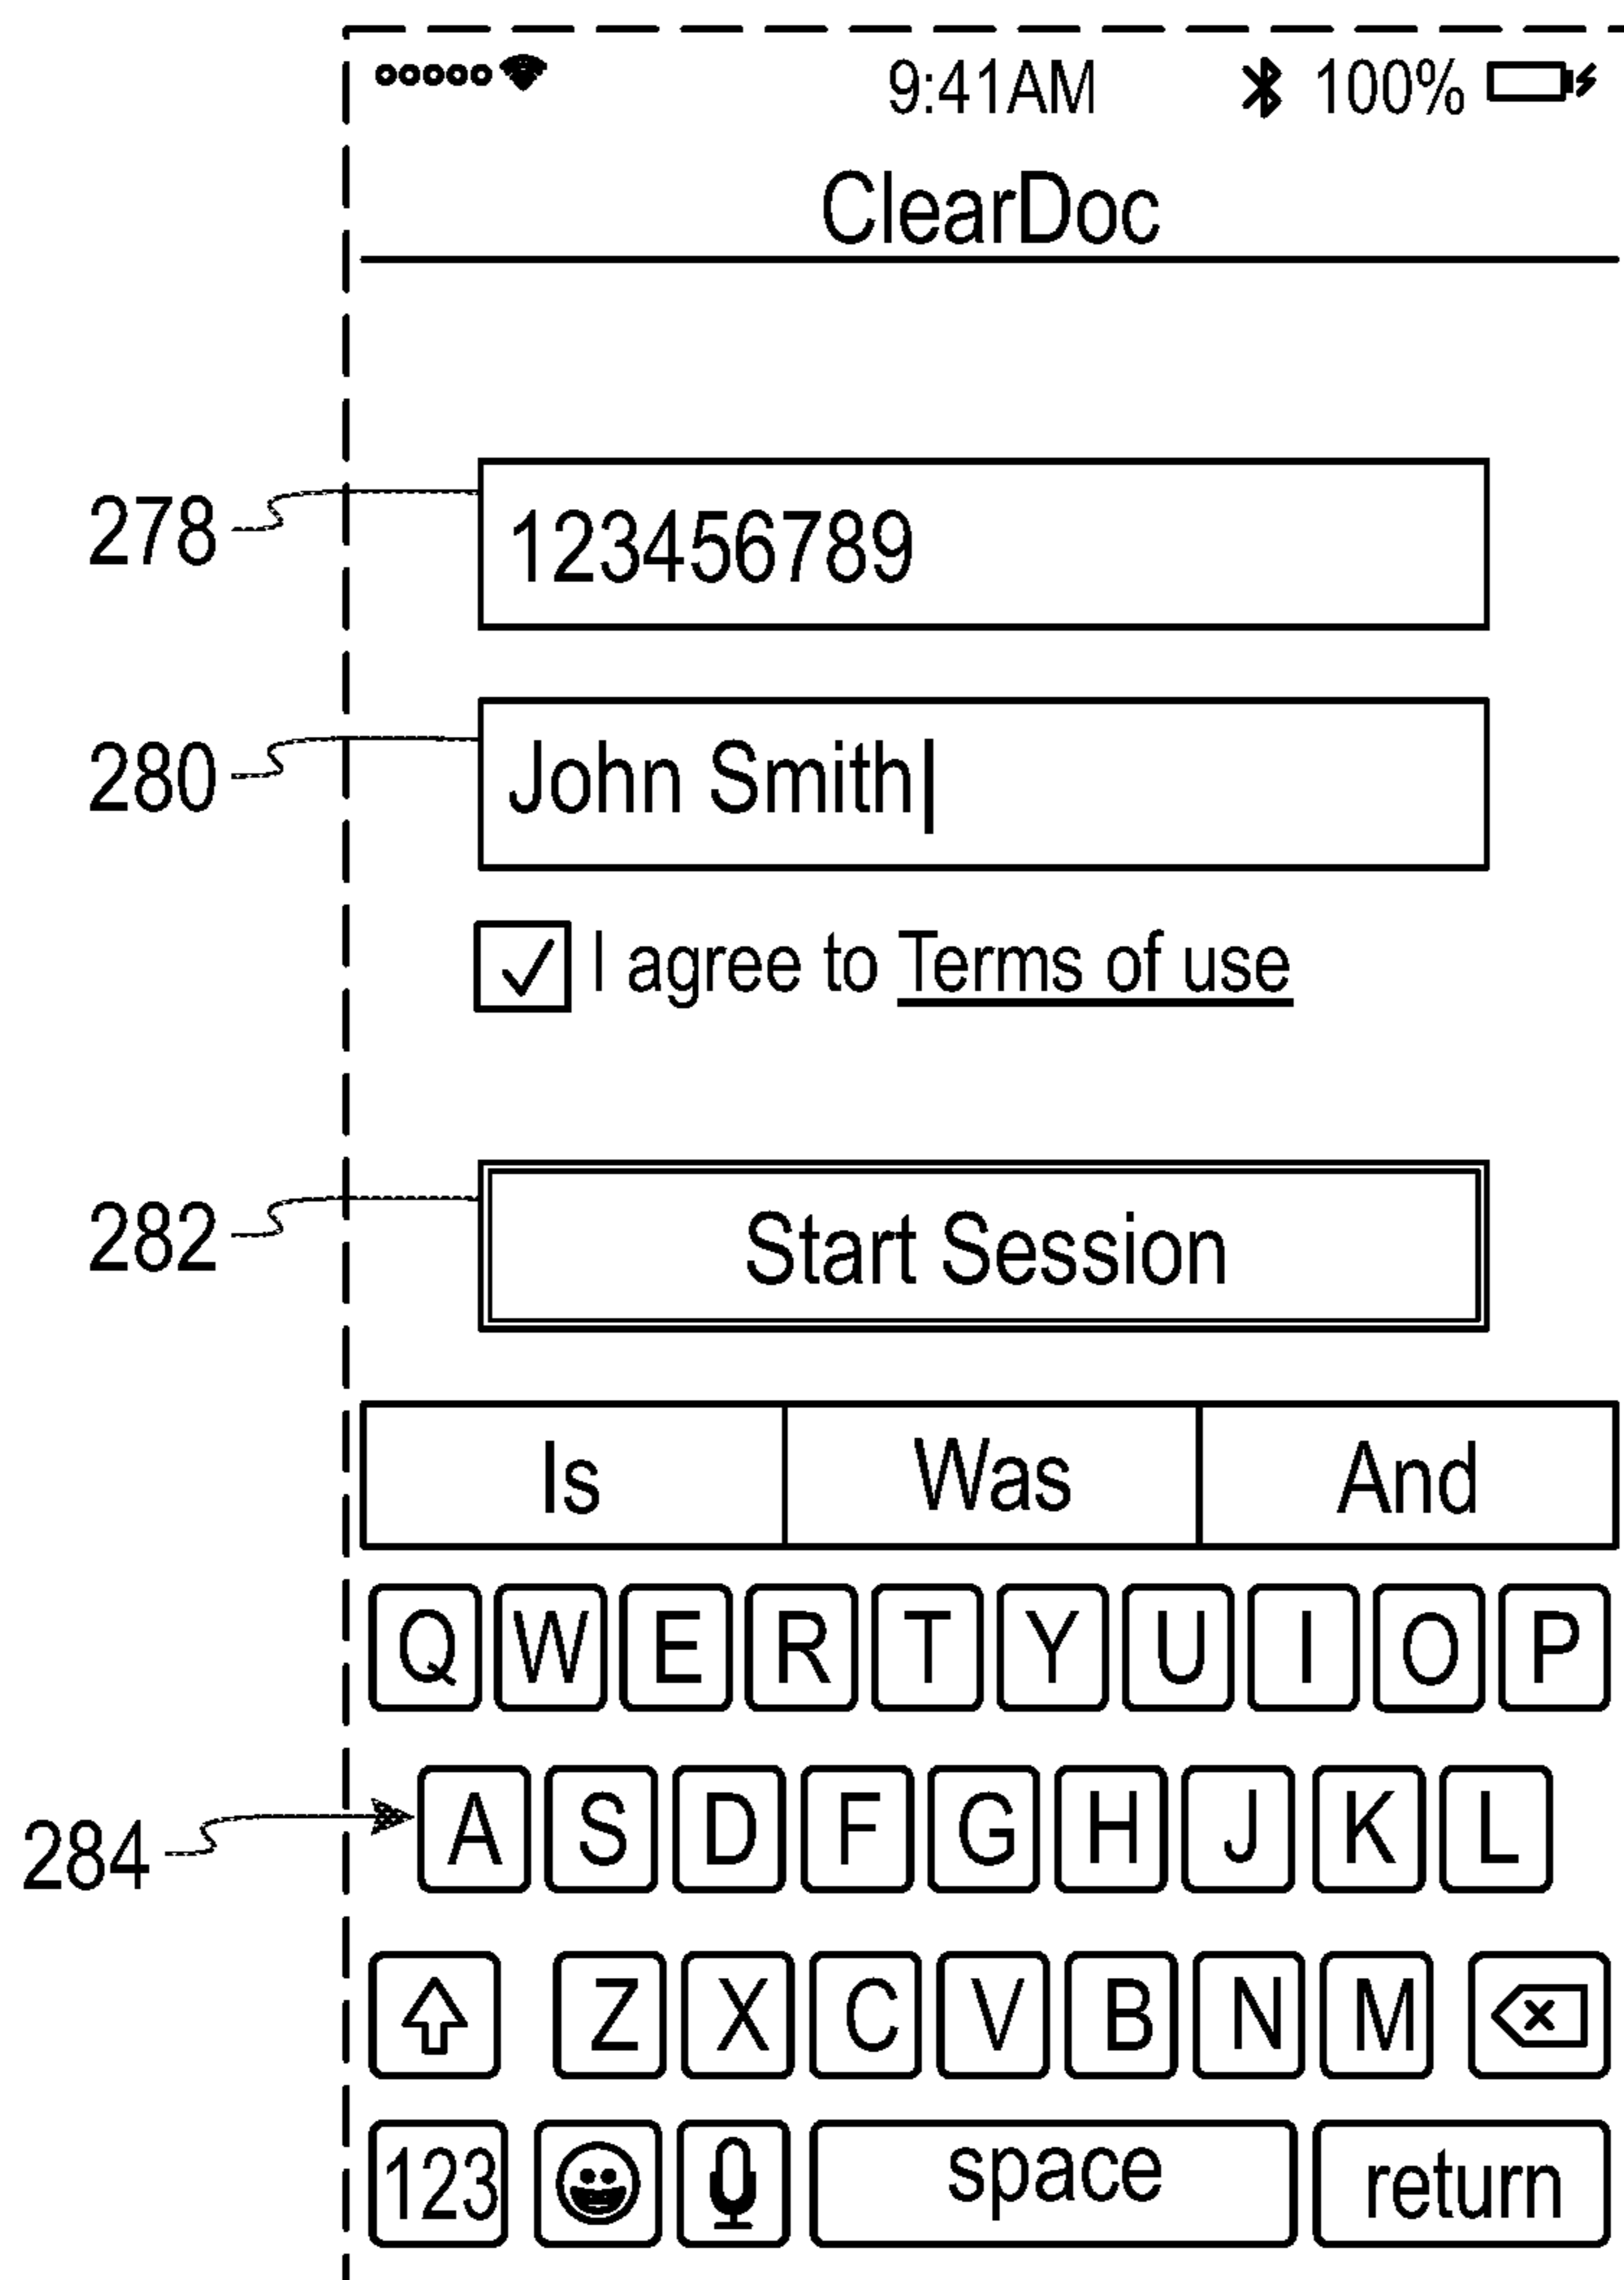 9:41AM 100%
ClearDoc
278 123456789
280 John Smith
I agree to Terms of use
282 Start Session
Is Was And
Q W E R T Y U I O P
284 A S D F G H J K L
Z X C V B N M
123 space return